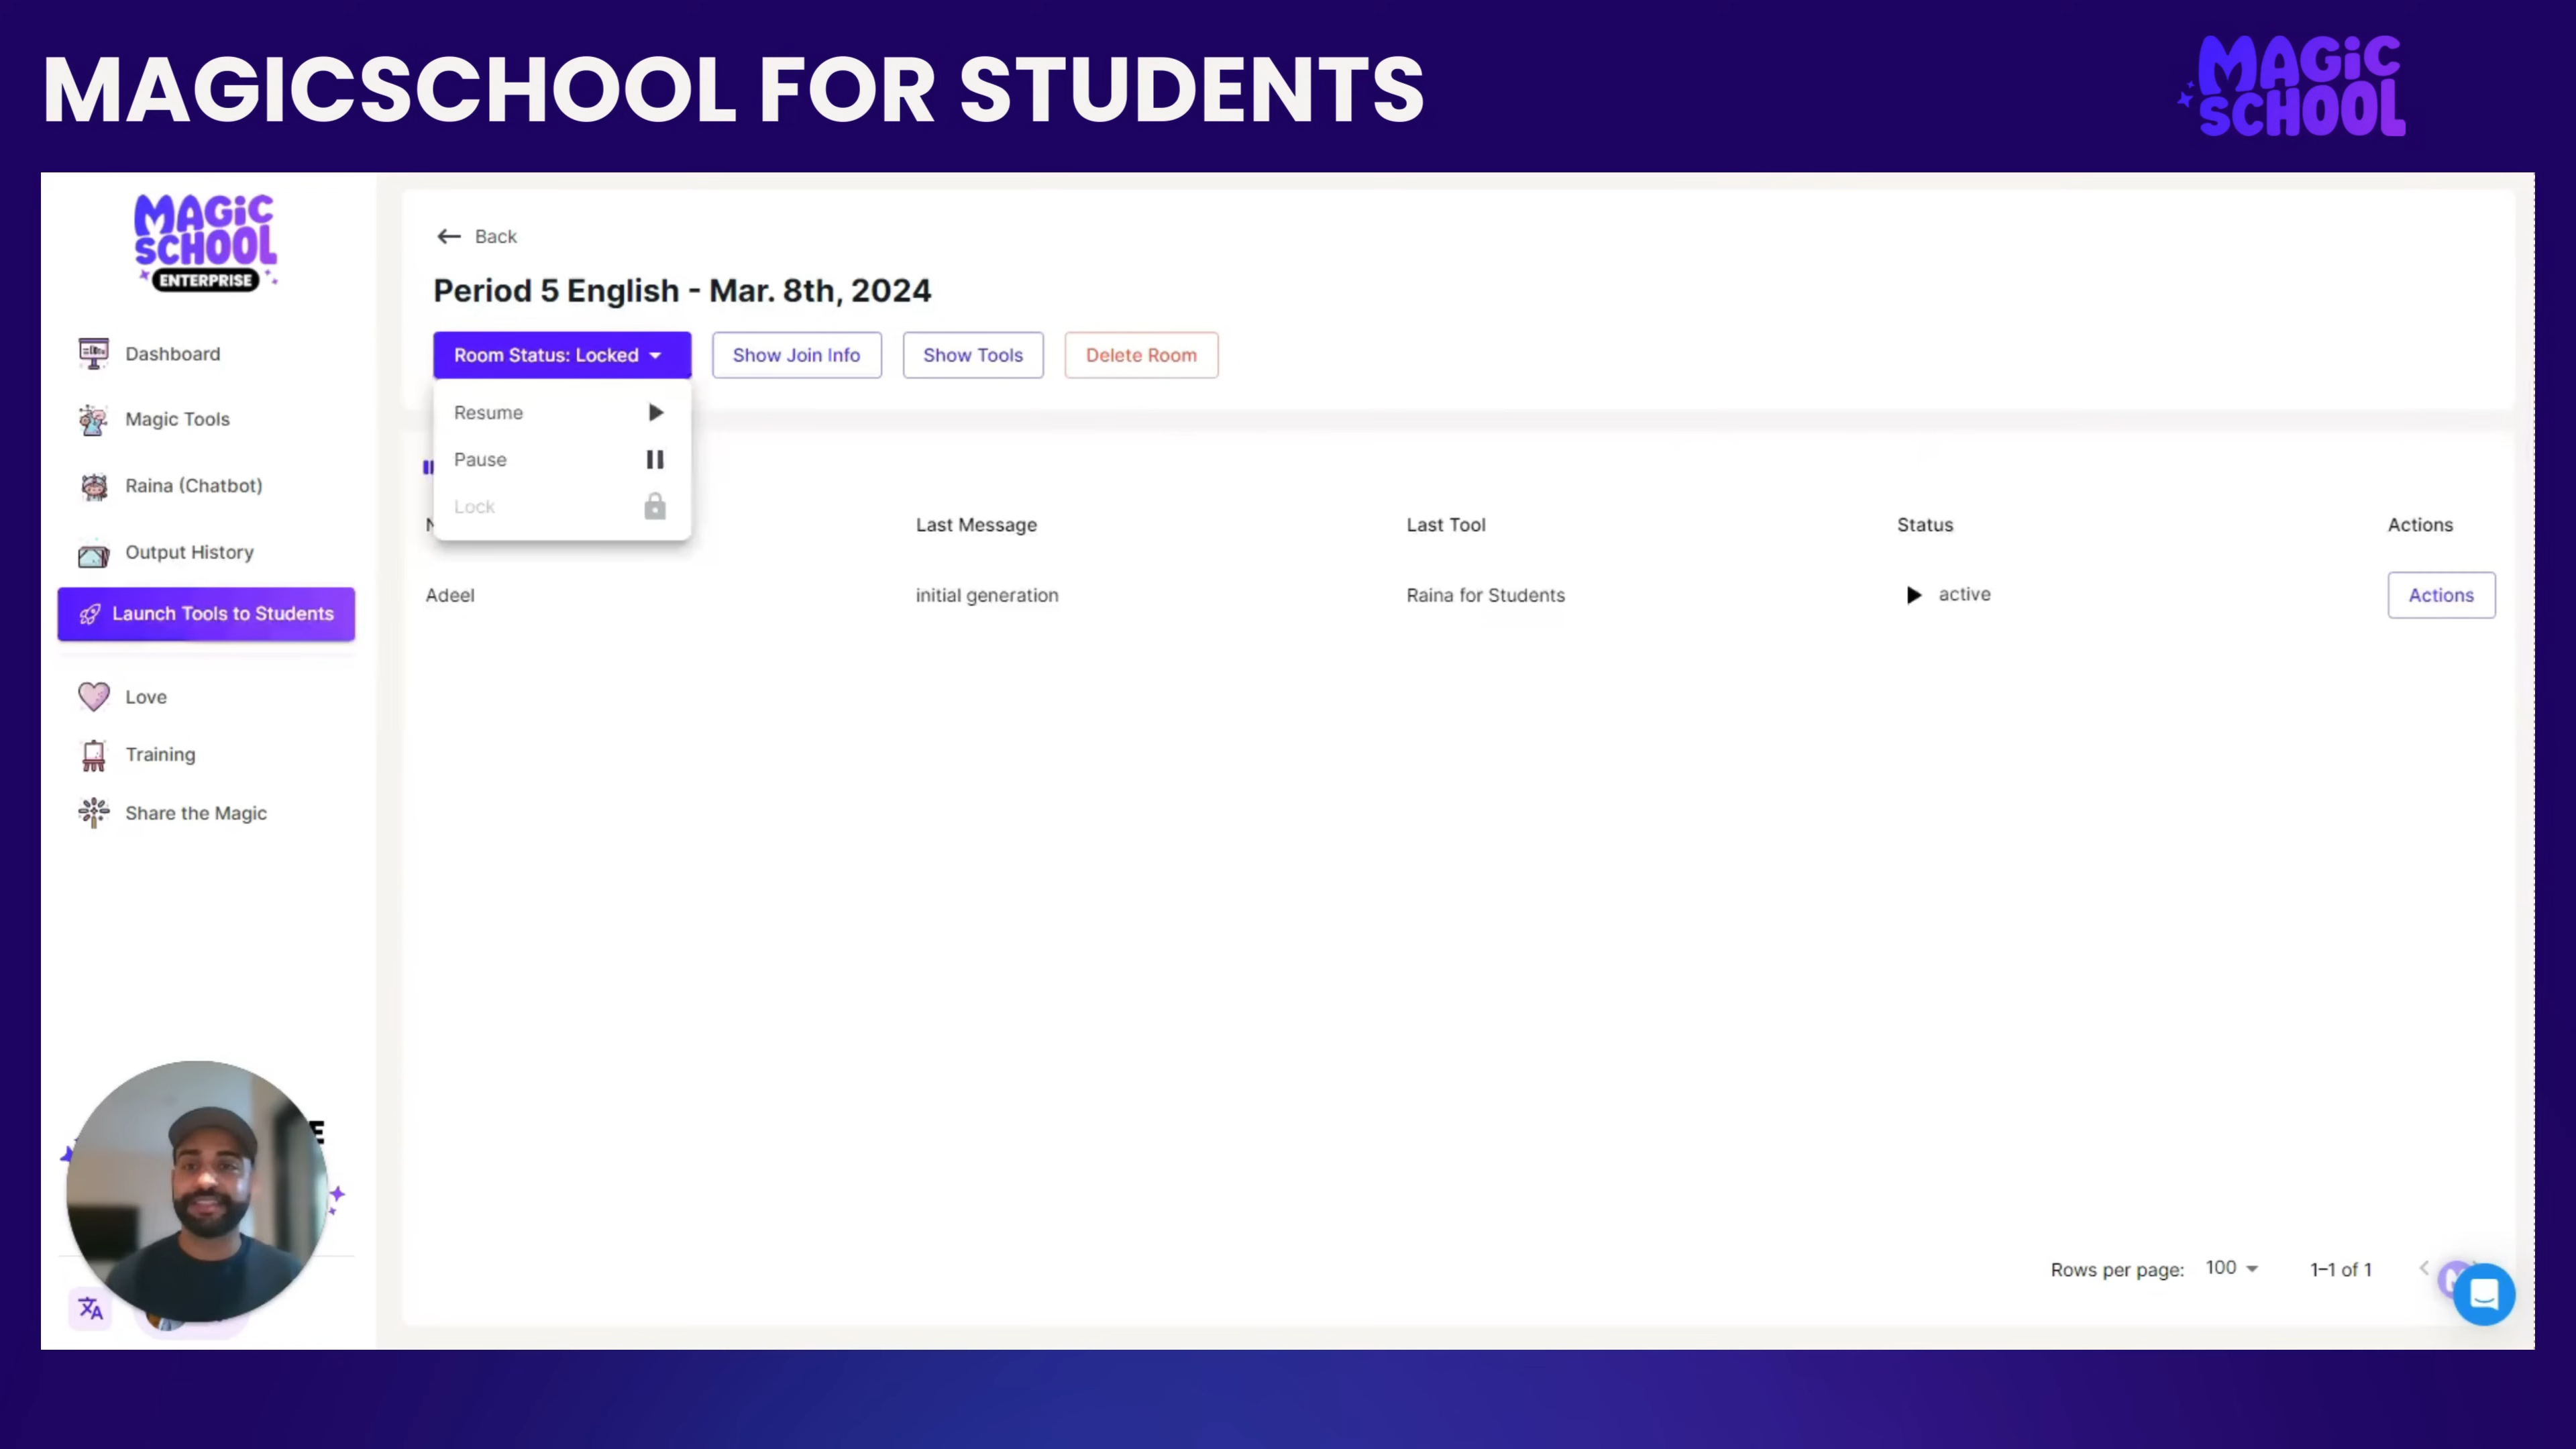 MAGICSCHOOL FOR STUDENTS
MAGIC
SCHOOL
MAGIC
SCHOOL
ENTERPRISE
Dashboard
Magic Tools
Raina (Chatbot)
Output History
Launch Tools to Students
Love
Training
Share the Magic
E
Back
Period 5 English - Mar. 8th, 2024
Room Status: Locked
Show Join Info
Show Tools
Delete Room
Resume
Pause
Lock
Last Message
Last Tool
Status
Actions
Adeel
initial generation
Raina for Students
active
Actions
Rows per page:
100
1–1 of 1